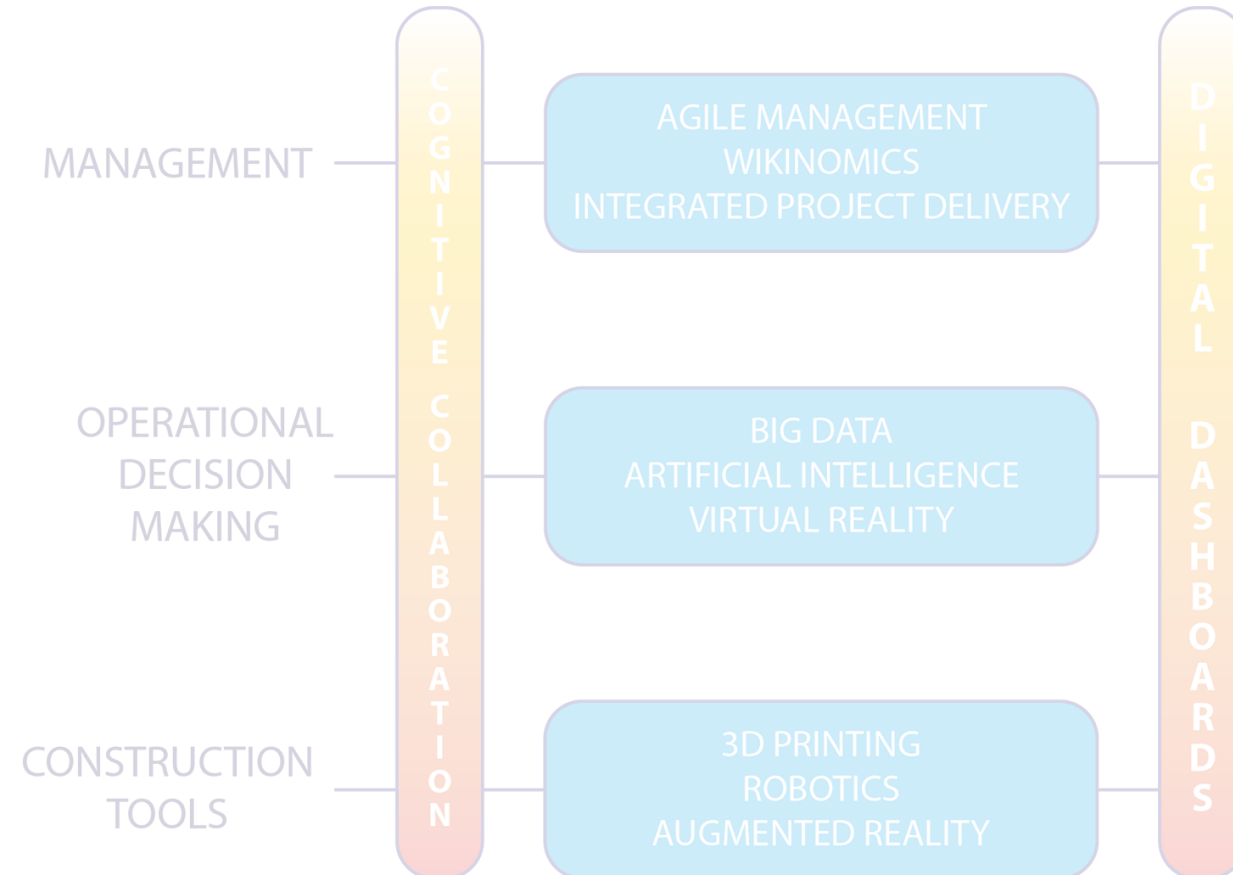 MANAGEMENT
COGNITIVE COLLABORATION
AGILE MANAGEMENT
WIKINOMICS
INTEGRATED PROJECT DELIVERY
DIGITAL DASHBOARDS
OPERATIONAL
DECISION
MAKING
BIG DATA
ARTIFICIAL INTELLIGENCE
VIRTUAL REALITY
CONSTRUCTION
TOOLS
3D PRINTING
ROBOTICS
AUGMENTED REALITY